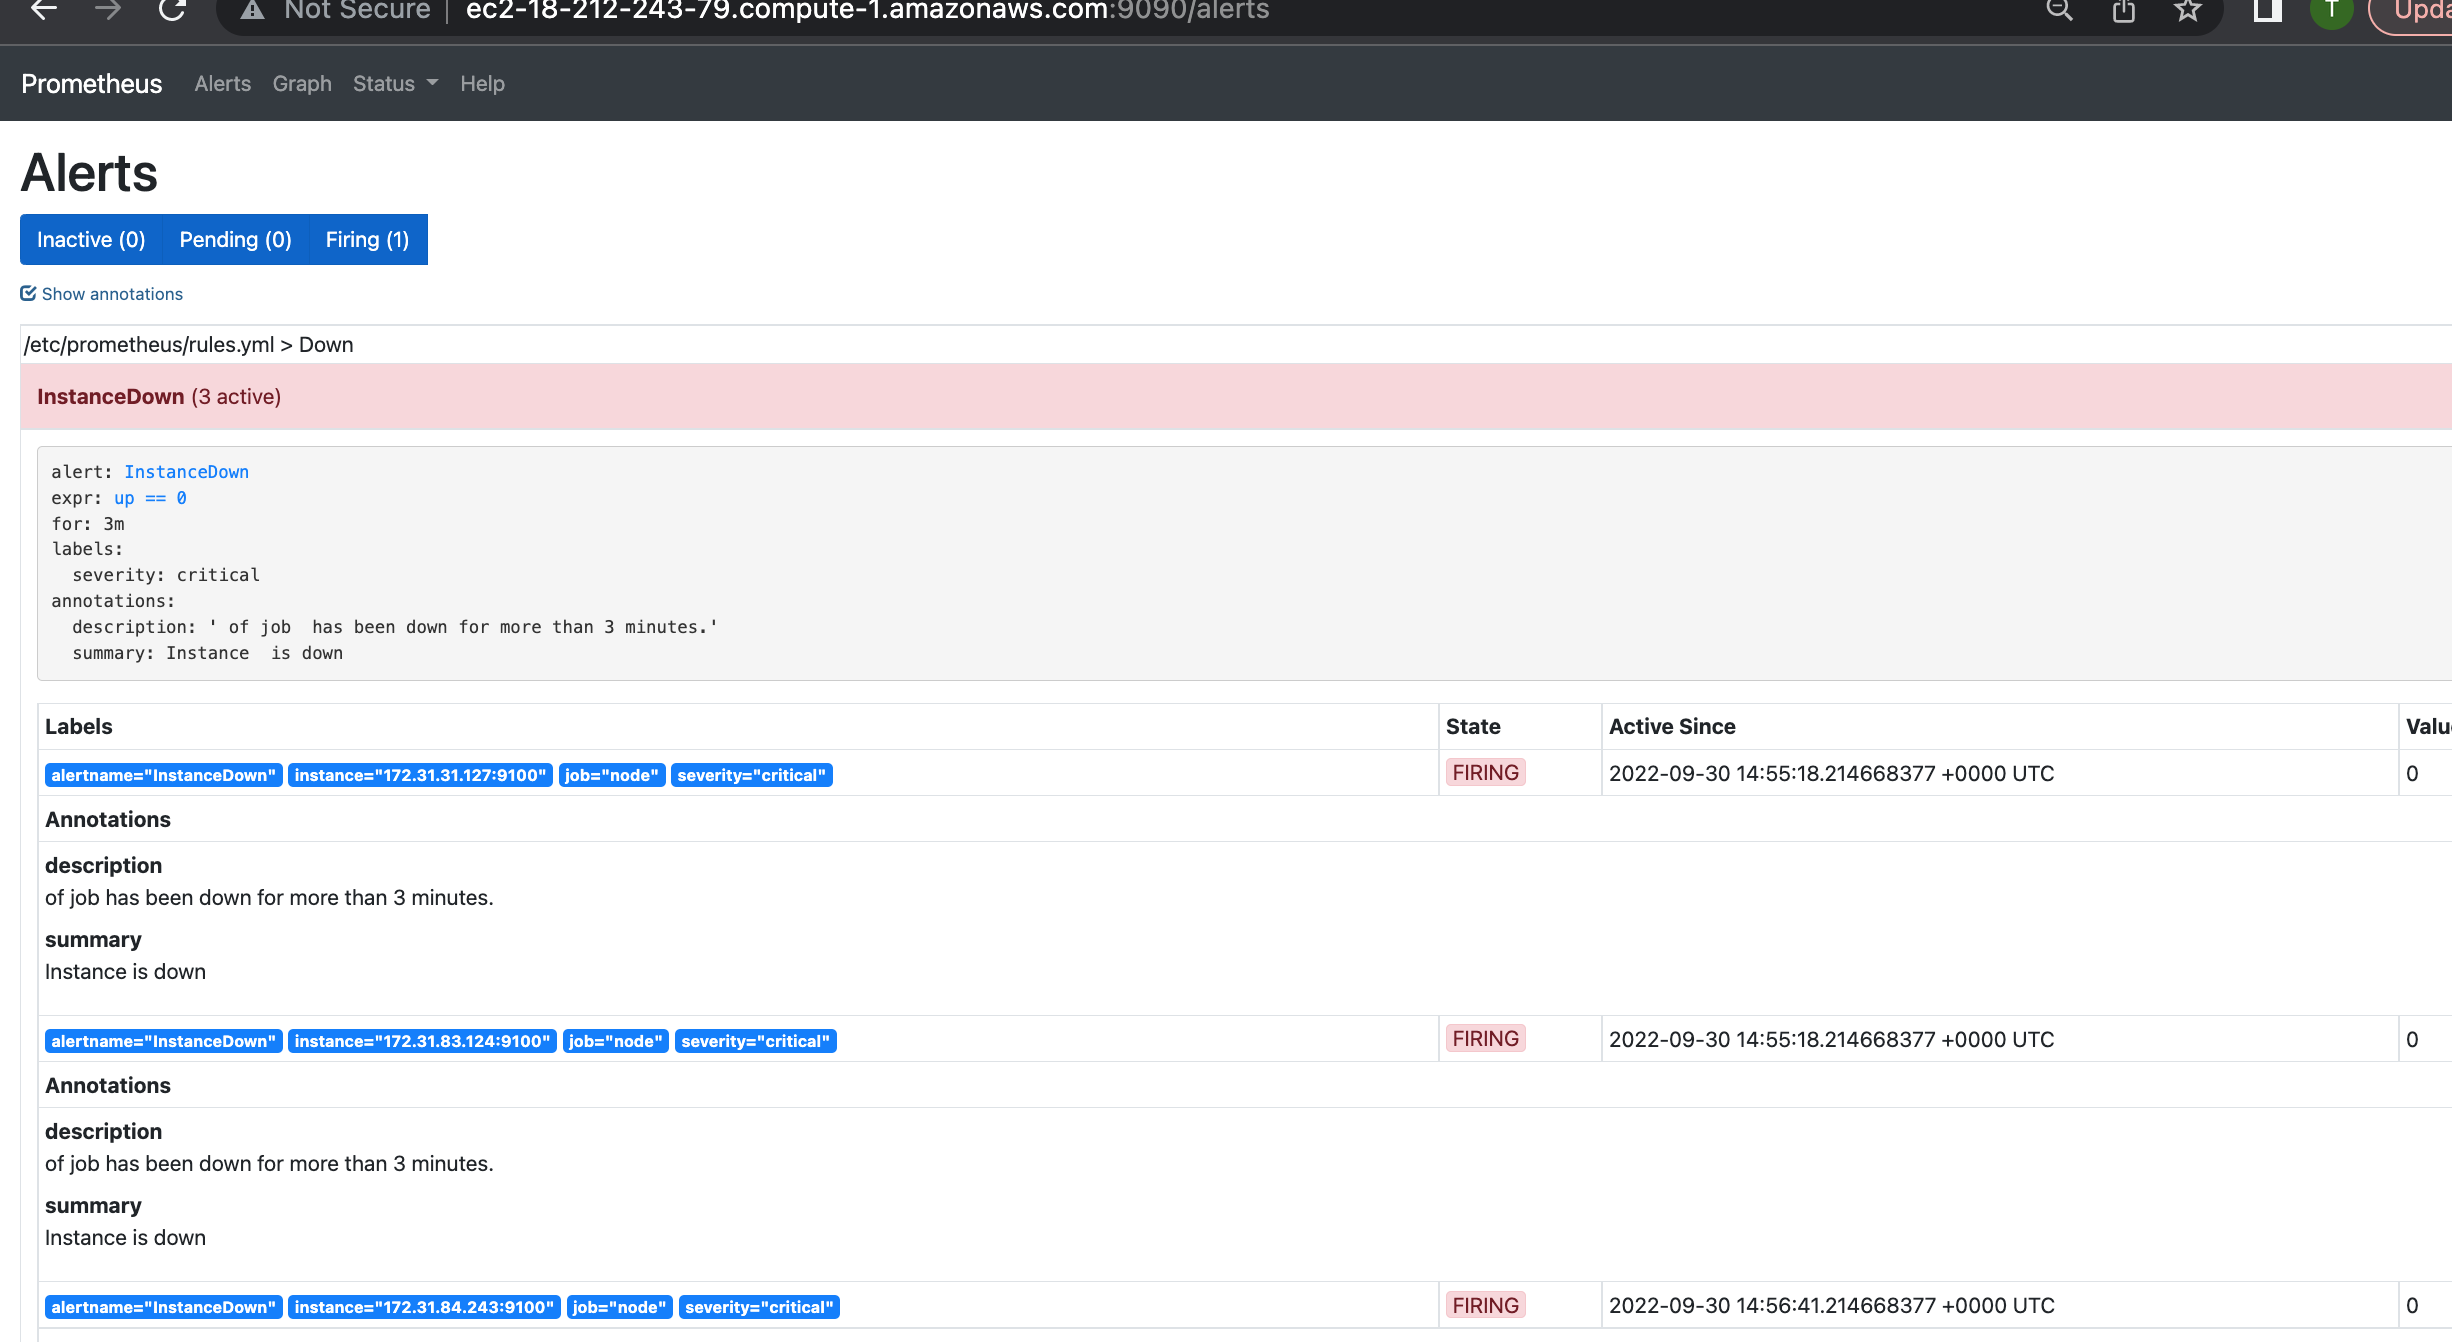 Not Secure | ec2-18-212-243-79.compute-1.amazonaws.com:9090/alerts T
Prometheus Alerts Graph Status Help
Alerts
Inactive (0) Pending (0) Firing (1)
Show annotations
/etc/prometheus/rules.yml > Down
InstanceDown (3 active)
alert: InstanceDown
expr: up == 0
for: 3m
labels:
  severity: critical
annotations:
  description: ' of job  has been down for more than 3 minutes.'
  summary: Instance  is down
Labels State Active Since
alertname="InstanceDown" instance="172.31.31.127:9100" job="node" severity="critical" FIRING 2022-09-30 14:55:18.214668377 +0000 UTC 0
Annotations
description
of job has been down for more than 3 minutes.
summary
Instance is down
alertname="InstanceDown" instance="172.31.83.124:9100" job="node" severity="critical" FIRING 2022-09-30 14:55:18.214668377 +0000 UTC 0
Annotations
description
of job has been down for more than 3 minutes.
summary
Instance is down
alertname="InstanceDown" instance="172.31.84.243:9100" job="node" severity="critical" FIRING 2022-09-30 14:56:41.214668377 +0000 UTC 0